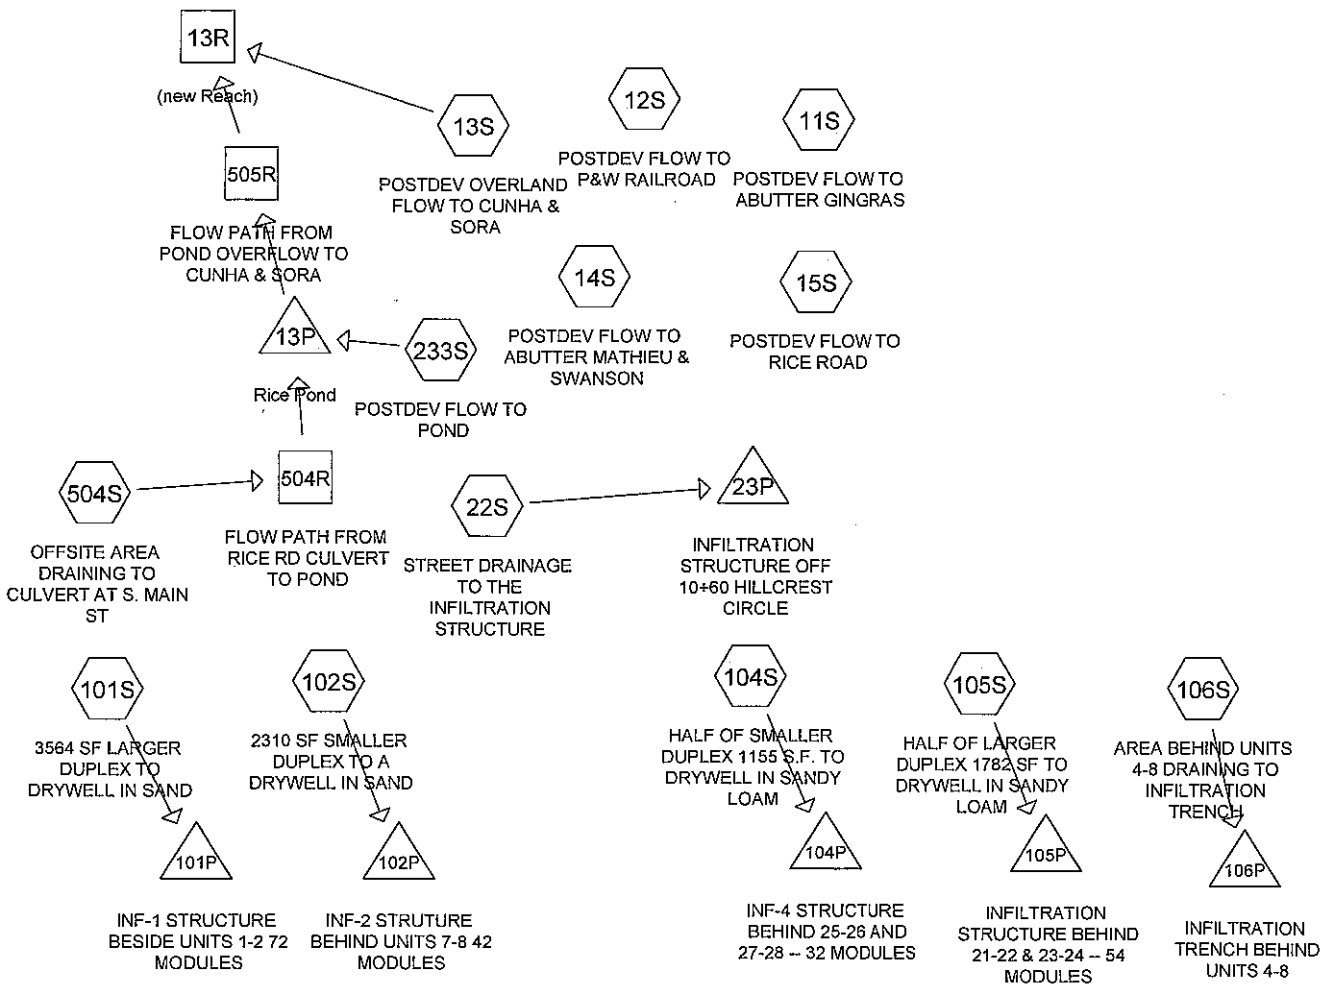 13R
(new Reach)
13S
POSTDEV OVERLAND
FLOW TO CUNHA &
SORA
12S
POSTDEV FLOW TO
P&W RAILROAD
11S
POSTDEV FLOW TO
ABUTTER GINGRAS
505R
FLOW PATH FROM
POND OVERFLOW TO
CUNHA & SORA
14S
POSTDEV FLOW TO
ABUTTER MATHIEU &
SWANSON
15S
POSTDEV FLOW TO
RICE ROAD
13P
Rice Pond
233S
POSTDEV FLOW TO
POND
504S
OFFSITE AREA
DRAINING TO
CULVERT AT S. MAIN
ST
504R
FLOW PATH FROM
RICE RD CULVERT
TO POND
22S
STREET DRAINAGE
TO THE
INFILTRATION
STRUCTURE
23P
INFILTRATION
STRUCTURE OFF
10+60 HILLCREST
CIRCLE
101S
3564 SF LARGER
DUPLEX TO
DRYWELL IN SAND
102S
2310 SF SMALLER
DUPLEX TO A
DRYWELL IN SAND
104S
HALF OF SMALLER
DUPLEX 1155 S.F. TO
DRYWELL IN SANDY
LOAM
105S
HALF OF LARGER
DUPLEX 1782 SF TO
DRYWELL IN SANDY
LOAM
106S
AREA BEHIND UNITS
4-8 DRAINING TO
INFILTRATION
TRENCH
101P
INF-1 STRUCTURE
BESIDE UNITS 1-2 72
MODULES
102P
INF-2 STRUTURE
BEHIND UNITS 7-8 42
MODULES
104P
INF-4 STRUCTURE
BEHIND 25-26 AND
27-28 -- 32 MODULES
105P
INFILTRATION
STRUCTURE BEHIND
21-22 & 23-24 -- 54
MODULES
106P
INFILTRATION
TRENCH BEHIND
UNITS 4-8